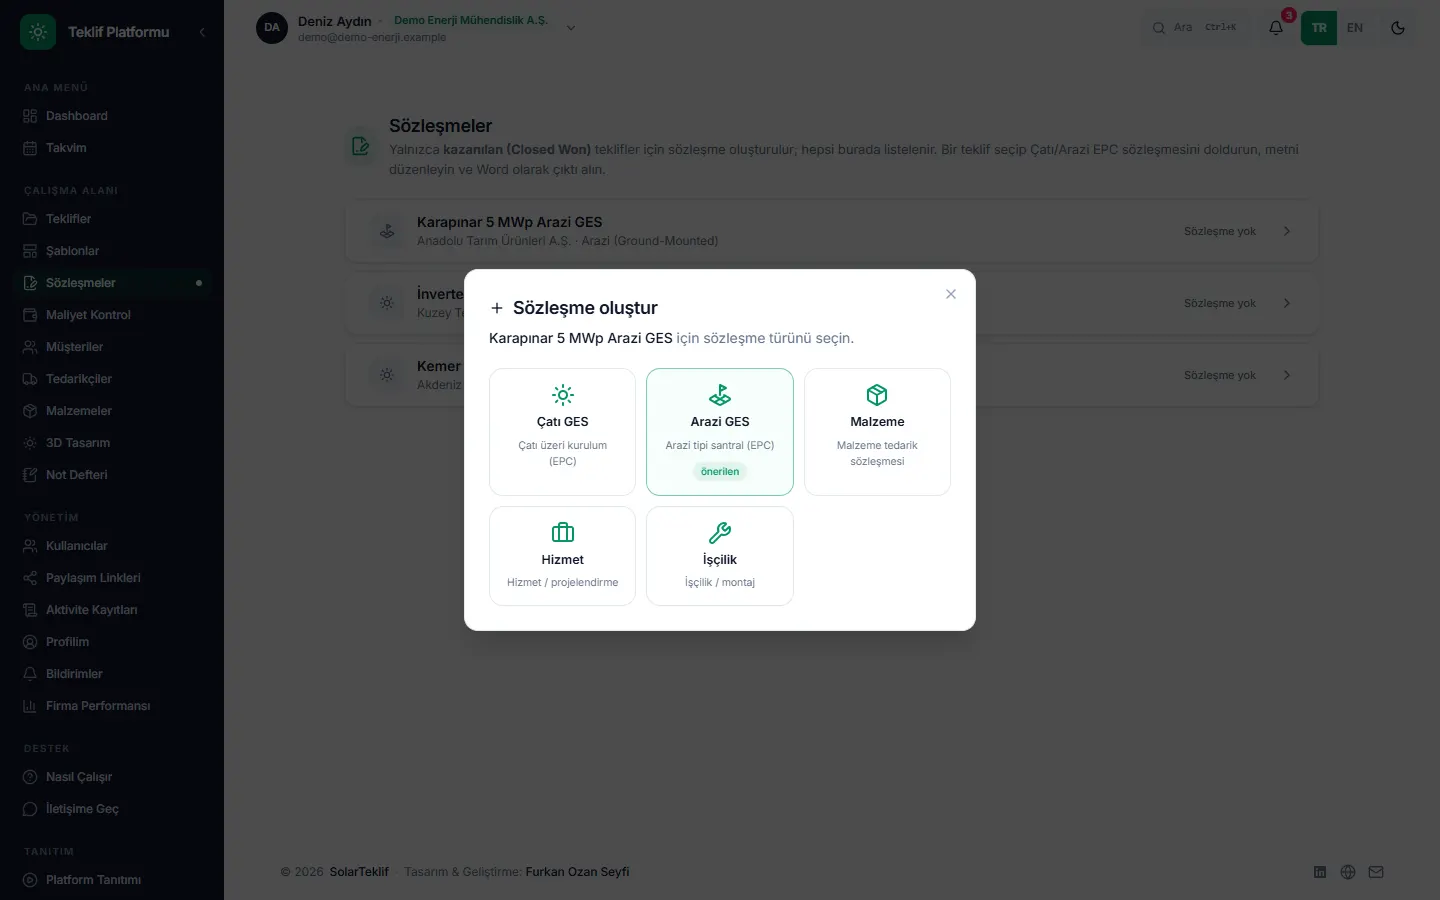 Teklif Platformu
ANA MENÜ
Dashboard
Takvim
ÇALIŞMA ALANI
Teklifler
Şablonlar
Sözleşmeler
Maliyet Kontrol
Müşteriler
Tedarikçiler
Malzemeler
3D Tasarım
Not Defteri
YÖNETİM
Kullanıcılar
Paylaşım Linkleri
Aktivite Kayıtları
Profilim
Bildirimler
Firma Performansı
DESTEK
Nasıl Çalışır
İletişime Geç
TANITIM
Platform Tanıtımı
DA
Deniz Aydın
Demo Enerji Mühendislik A.Ş.
demo@demo-enerji.example
Ara Ctrl+K
3
TR EN
Sözleşmeler
Yalnızca kazanılan (Closed Won) teklifler için sözleşme oluşturulur; hepsi burada listelenir. Bir teklif seçip Çatı/Arazi EPC sözleşmesini doldurun, metni
düzenleyin ve Word olarak çıktı alın.
Karapınar 5 MWp Arazi GES
Anadolu Tarım Ürünleri A.Ş. · Arazi (Ground-Mounted)
Sözleşme yok
İnverte
Kuzey Te
Sözleşme yok
Kemer
Akdeniz
Sözleşme yok
Sözleşme oluştur
Karapınar 5 MWp Arazi GES için sözleşme türünü seçin.
Çatı GES
Çatı üzeri kurulum
(EPC)
Arazi GES
Arazi tipi santral (EPC)
önerilen
Malzeme
Malzeme tedarik
sözleşmesi
Hizmet
Hizmet / projelendirme
İşçilik
İşçilik / montaj
© 2026 SolarTeklif · Tasarım & Geliştirme: Furkan Ozan Seyfi